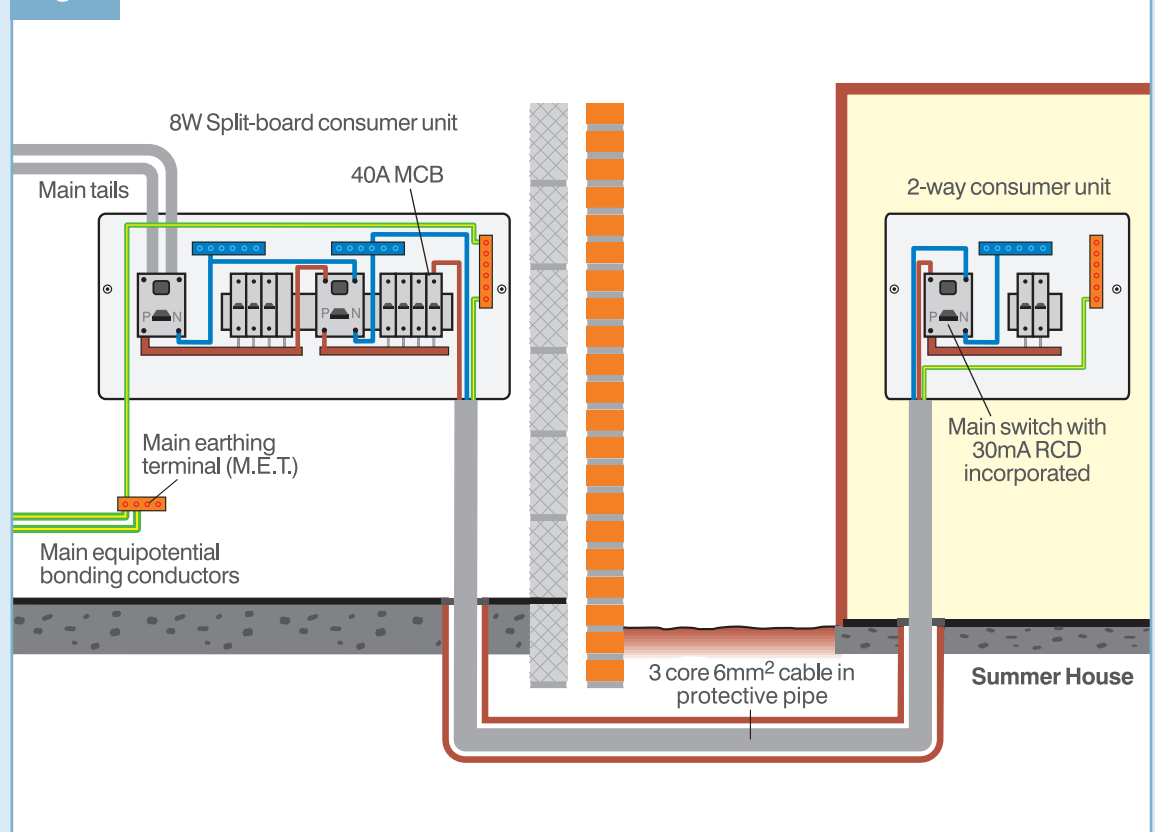 8W Split-board consumer unit
Main tails
40A MCB
2-way consumer unit
P N
P N
P N
Main switch with
30mA RCD
incorporated
Main earthing
terminal (M.E.T.)
Main equipotential
bonding conductors
3 core 6mm² cable in
protective pipe
Summer House